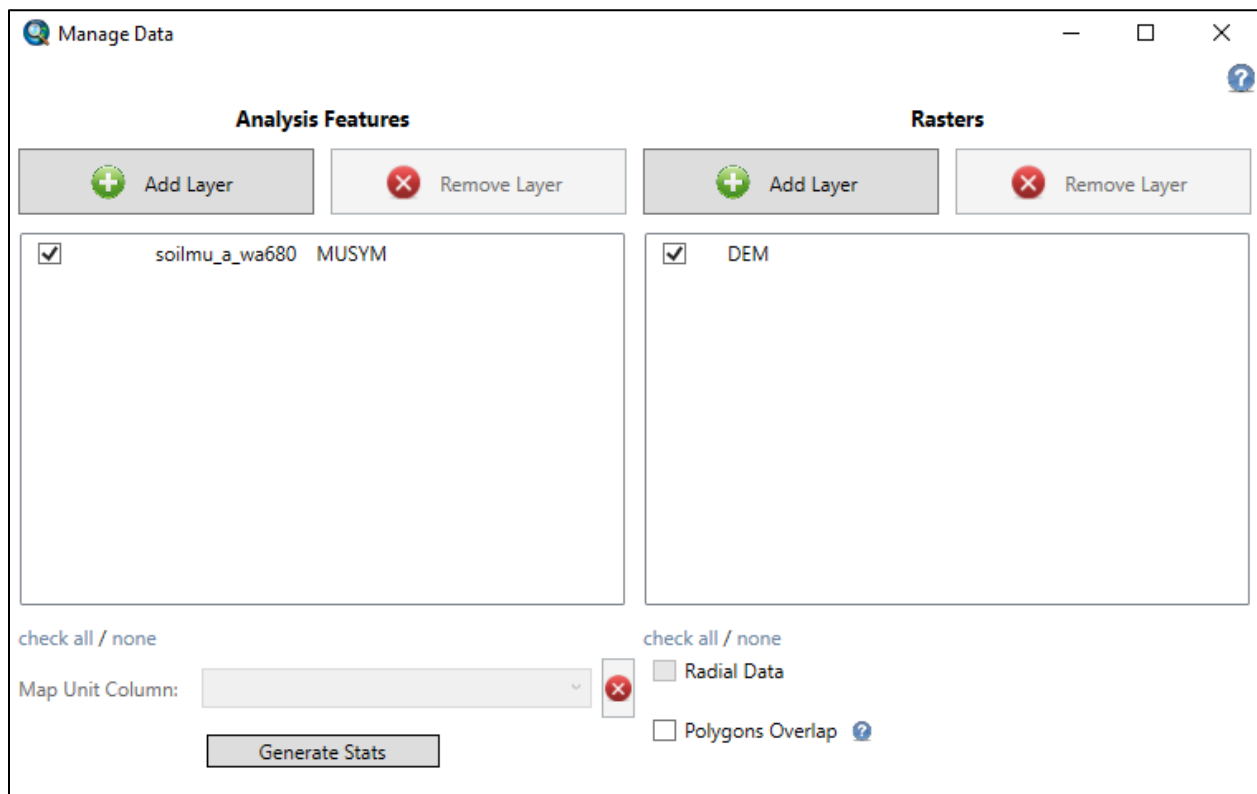 Manage Data
Analysis Features
Rasters
Add Layer
Remove Layer
Add Layer
Remove Layer
soilmu_a_wa680 MUSYM
DEM
check all / none
check all / none
Radial Data
Map Unit Column:
Polygons Overlap
Generate Stats